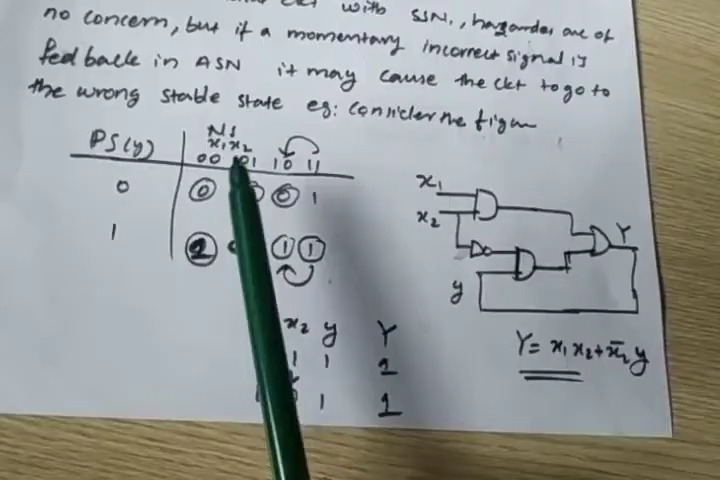 ckt with SSN, hazardes are of
no concern, but if a momentary incorrect signal is
fed back in ASN it may cause the ckt to go to
the wrong stable state eg: consider the figure
NS
PS(y) x₁x₂
00 01 10 11
0 0 0 1
1 1 1
x₁
x₂
y
Y
Y = x₁x₂ + x̄₂y
x₂ y Y
1 1 1
1 1